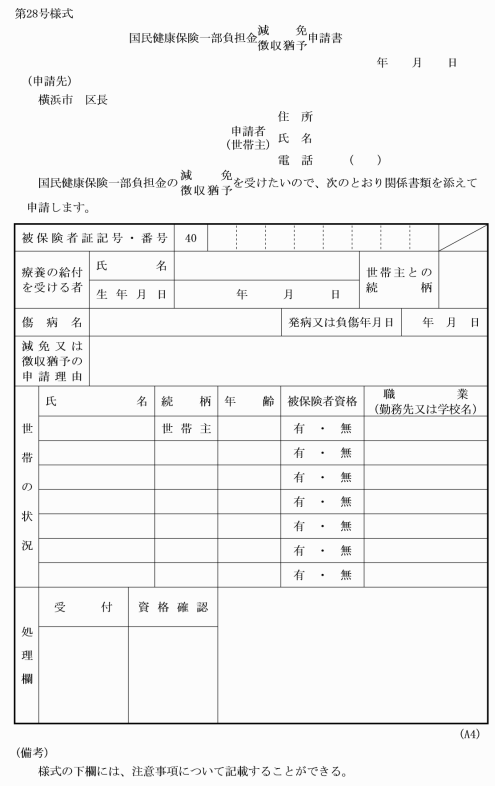 第28号様式
国民健康保険一部負担金減免徴収猶予申請書
年 月 日
(申請先)
横浜市 区長
住所
申請者
(世帯主)
氏名
電話 ( )
国民健康保険一部負担金の減免徴収猶予を受けたいので、次のとおり関係書類を添えて
申請します。
被保険者証記号・番号 40
療養の給付を受ける者 氏名 世帯主との続柄
生年月日 年 月 日
傷病名 発病又は負傷年月日 年 月 日
減免又は
徴収猶予の
申請理由
世帯の状況 氏名 続柄 年齢 被保険者資格 職業
(勤務先又は学校名)
世帯主 有・無
有・無
有・無
有・無
有・無
有・無
有・無
処理欄 受付 資格確認
(A4)
(備考)
様式の下欄には、注意事項について記載することができる。